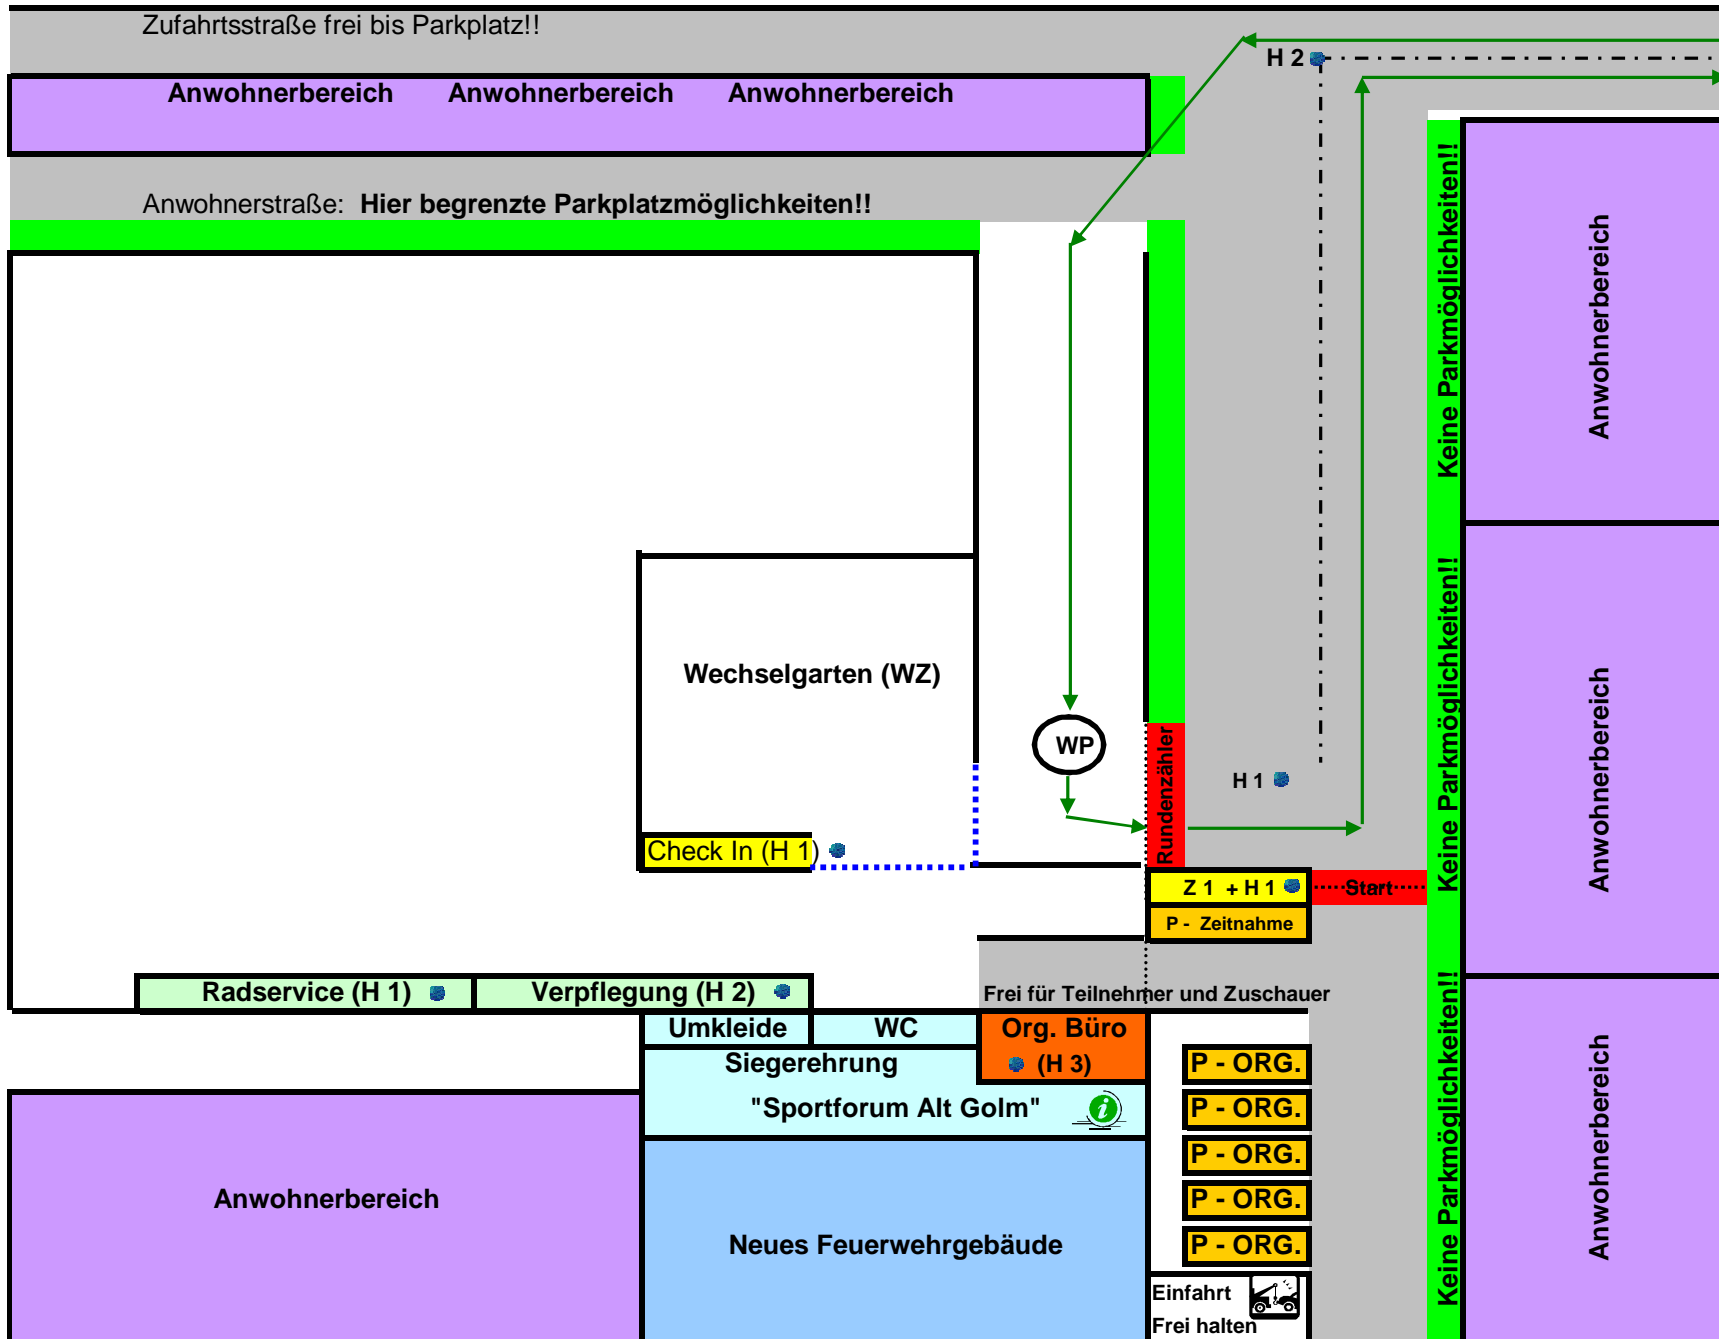 Zufahrtsstraße frei bis Parkplatz!!
H 2
Anwohnerbereich Anwohnerbereich Anwohnerbereich
Anwohnerstraße: Hier begrenzte Parkplatzmöglichkeiten!!
Keine Parkmöglichkeiten!!
Anwohnerbereich
Wechselgarten (WZ)
WP
Rundenzähler
H 1
Keine Parkmöglichkeiten!!
Anwohnerbereich
Check In (H 1)
Z 1 + H 1
Start
P - Zeitnahme
Radservice (H 1)
Verpflegung (H 2)
Frei für Teilnehmer und Zuschauer
Umkleide
WC
Org. Büro
(H 3)
Siegerehrung
"Sportforum Alt Golm"
i
P - ORG.
P - ORG.
P - ORG.
P - ORG.
P - ORG.
Keine Parkmöglichkeiten!!
Anwohnerbereich
Anwohnerbereich
Neues Feuerwehrgebäude
Einfahrt
Frei halten